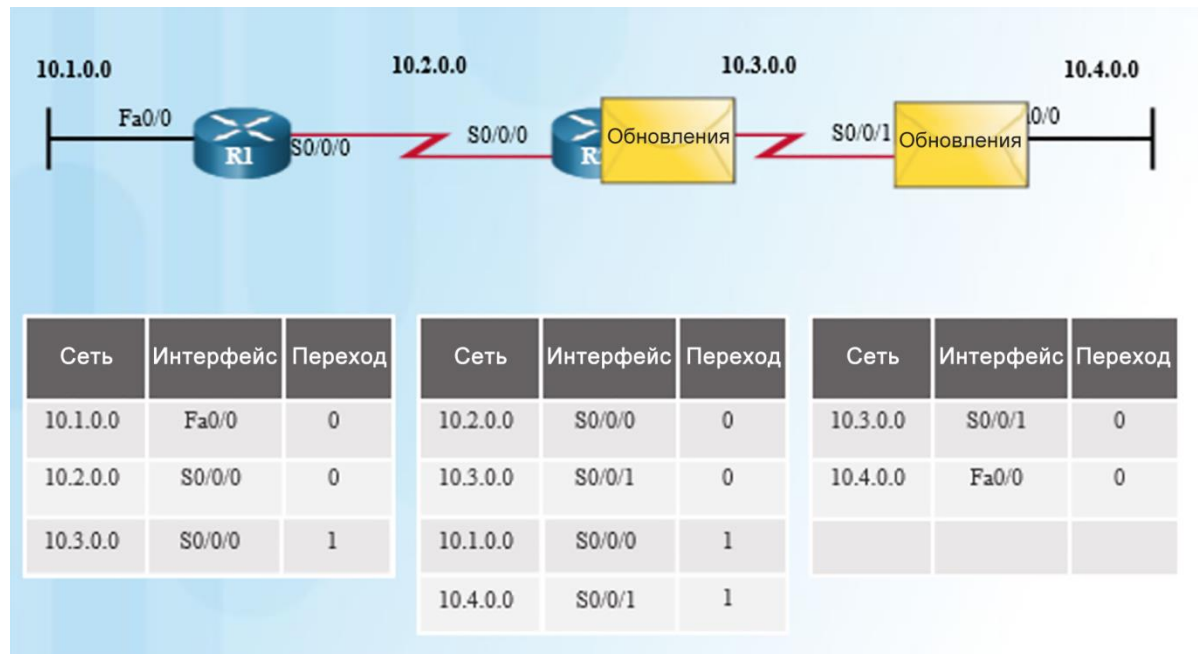 10.1.0.0 10.2.0.0 10.3.0.0 10.4.0.0
Fa0/0 R1 S0/0/0 S0/0/0 Обновления S0/0/1 Обновления
Сеть Интерфейс Переход
10.1.0.0 Fa0/0 0
10.2.0.0 S0/0/0 0
10.3.0.0 S0/0/0 1
Сеть Интерфейс Переход
10.2.0.0 S0/0/0 0
10.3.0.0 S0/0/1 0
10.1.0.0 S0/0/0 1
10.4.0.0 S0/0/1 1
Сеть Интерфейс Переход
10.3.0.0 S0/0/1 0
10.4.0.0 Fa0/0 0